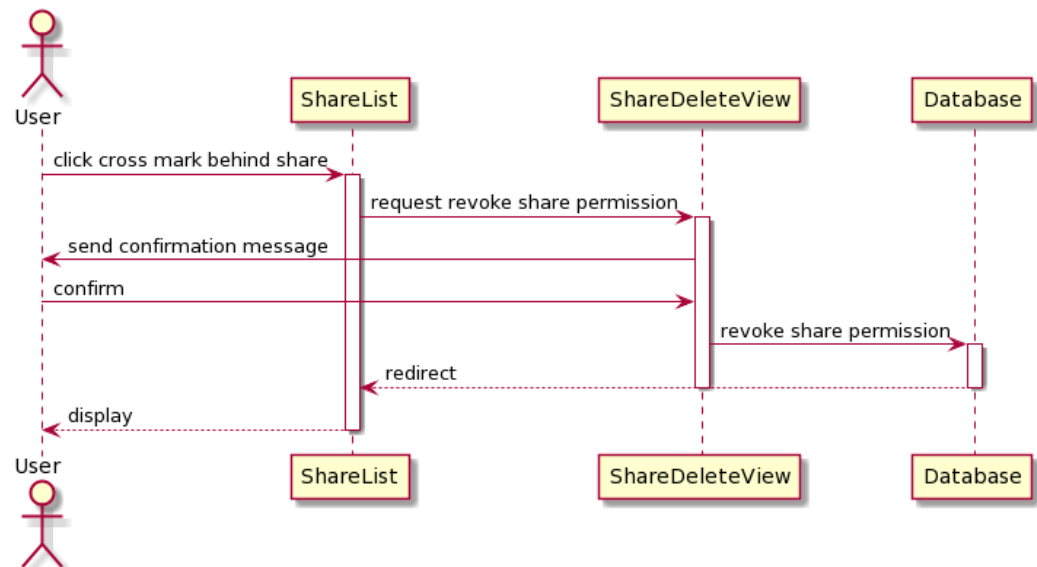 User
ShareList
ShareDeleteView
Database
click cross mark behind share
request revoke share permission
send confirmation message
confirm
revoke share permission
redirect
display
User
ShareList
ShareDeleteView
Database